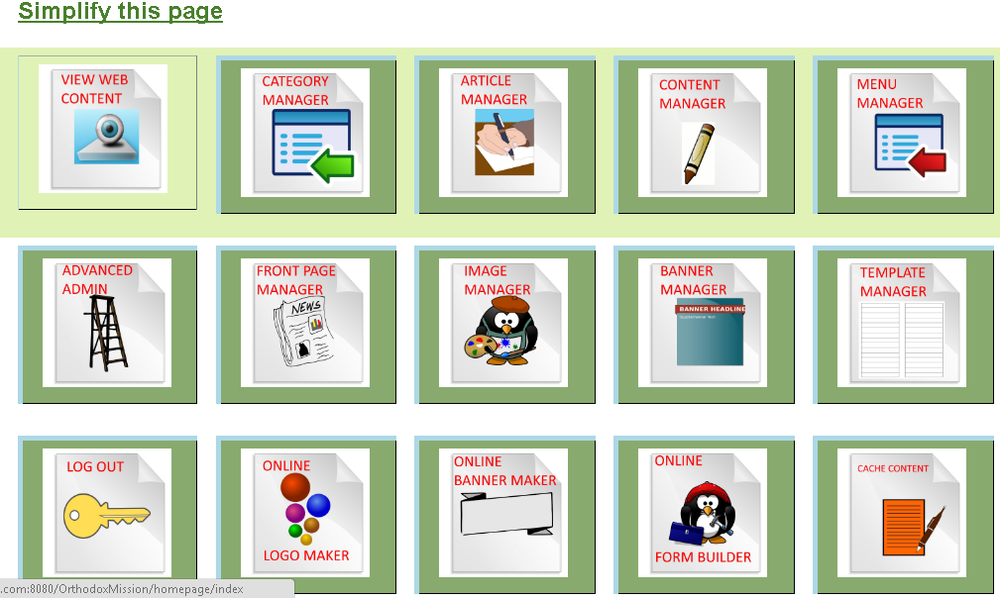 Simplify this page
VIEW WEB
CONTENT
CATEGORY
MANAGER
ARTICLE
MANAGER
CONTENT
MANAGER
MENU
MANAGER
ADVANCED
ADMIN
FRONT PAGE
MANAGER
NEWS
IMAGE
MANAGER
BANNER
MANAGER
BANNER HEADLINE
TEMPLATE
MANAGER
LOG OUT
ONLINE
LOGO MAKER
ONLINE
BANNER MAKER
ONLINE
FORM BUILDER
CACHE CONTENT
.com:8080/OrthodoxMission/homepage/index